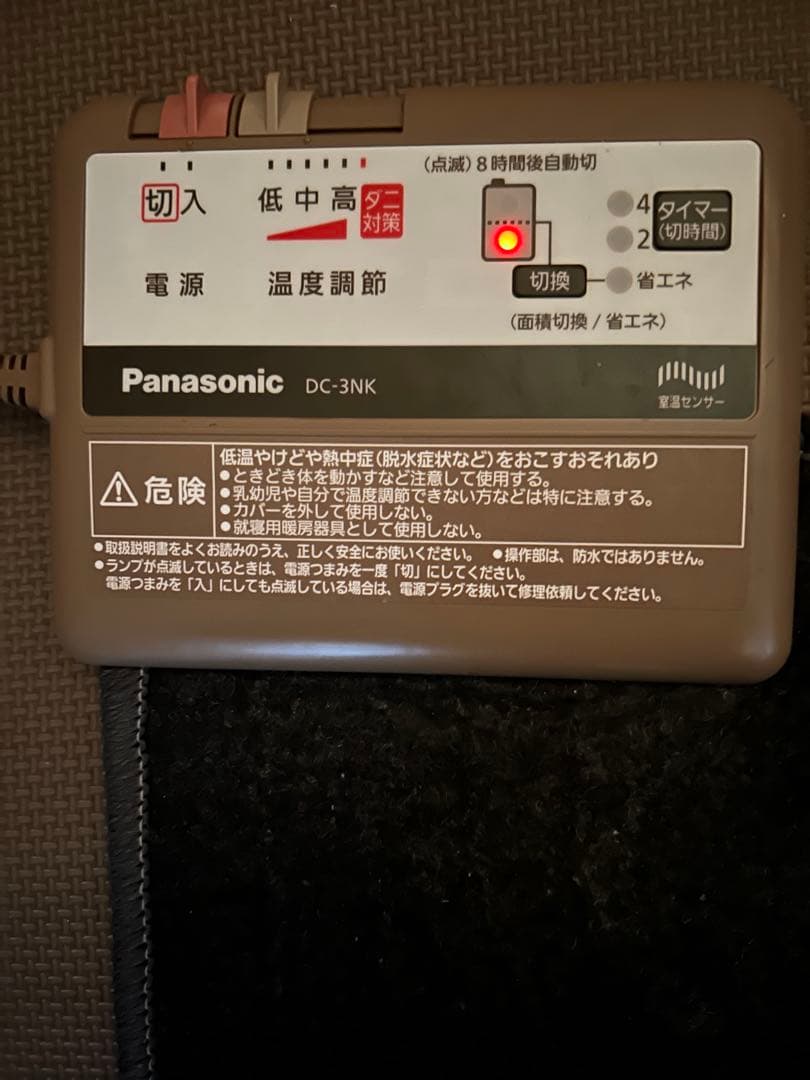 (点滅)8時間後自動切
切入
低 中 高
ダニ
対策
4
2
タイマー
(切時間)
電源
温度調節
切換
省エネ
(面積切換/省エネ)
Panasonic DC-3NK
室温センサー
危険
低温やけどや熱中症(脱水症状など)をおこすおそれあり
●ときどき体を動かすなど注意して使用する。
●乳幼児や自分で温度調節できない方などは特に注意する。
●カバーを外して使用しない。
●就寝用暖房器具として使用しない。
●取扱説明書をよくお読みのうえ、正しく安全にお使いください。 ●操作部は、防水ではありません。
●ランプが点滅しているときは、電源つまみを一度「切」にしてください。
電源つまみを「入」にしても点滅している場合は、電源プラグを抜いて修理依頼してください。